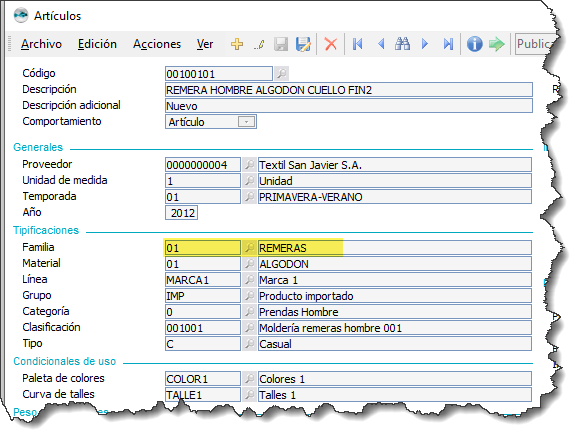 Artículos
Archivo Edición Acciones Ver Public
Código 00100101
Descripción REMERA HOMBRE ALGODON CUELLO FIN2
Descripción adicional Nuevo
Comportamiento Artículo
Generales
Proveedor 0000000004 Textil San Javier S.A.
Unidad de medida 1 Unidad
Temporada 01 PRIMAVERA-VERANO
Año 2012
Tipificaciones
Familia 01 REMERAS
Material 01 ALGODON
Línea MARCA1 Marca 1
Grupo IMP Producto importado
Categoría 0 Prendas Hombre
Clasificación 001001 Moldería remeras hombre 001
Tipo C Casual
Condicionales de uso
Paleta de colores COLOR1 Colores 1
Curva de talles TALLE1 Talles 1
Peso